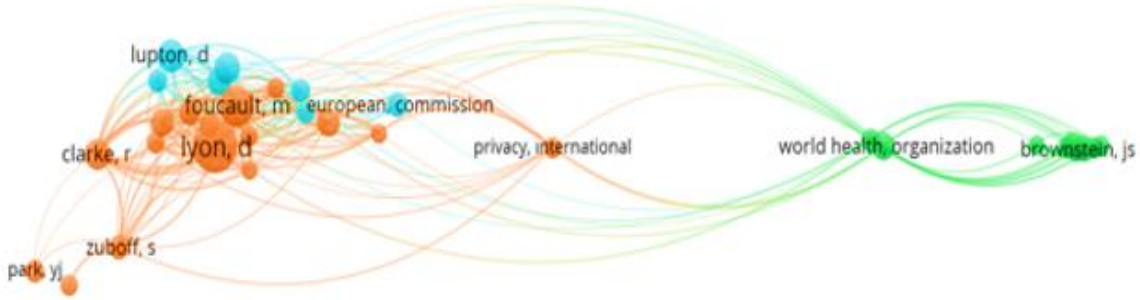 lupton, d
foucault, m
european, commission
clarke, r
lyon, d
privacy, international
world health, organization
brownstein, js
zuboff, s
park, yj